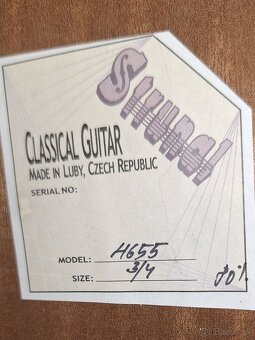 Strunal
CLASSICAL GUITAR
MADE IN LUBY, CZECH REPUBLIC
SERIAL NO:
MODEL: 4655
SIZE: 3/4